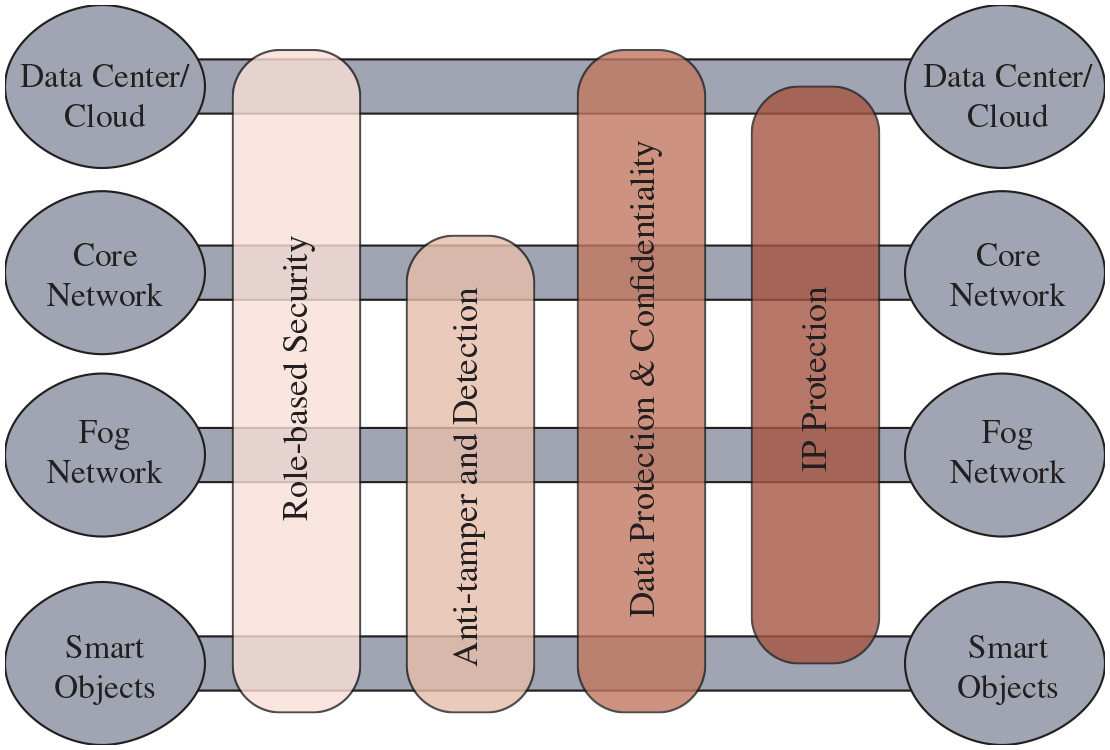 Data Center/
Cloud
Core
Network
Fog
Network
Smart
Objects
Role-based Security
Anti-tamper and Detection
Data Protection & Confidentiality
IP Protection
Data Center/
Cloud
Core
Network
Fog
Network
Smart
Objects